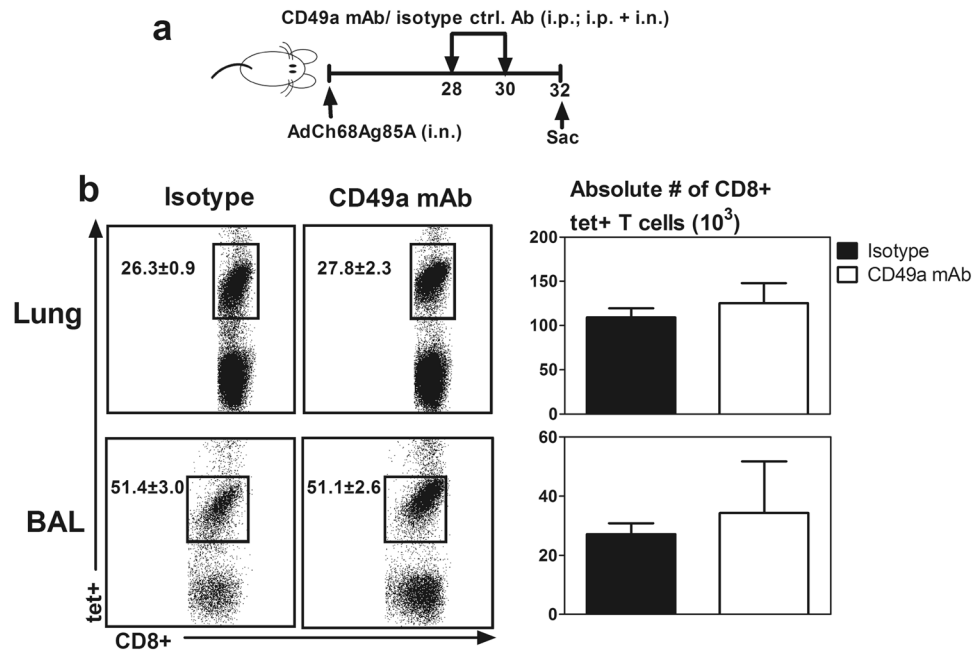 a
CD49a mAb/ isotype ctrl. Ab (i.p.; i.p. + i.n.)
28
30
32
AdCh68Ag85A (i.n.)
Sac
b
Isotype
CD49a mAb
Absolute # of CD8+
tet+ T cells (10³)
Isotype
CD49a mAb
Lung
26.3±0.9
27.8±2.3
200
150
100
50
0
BAL
51.4±3.0
51.1±2.6
60
40
20
0
tet+
CD8+